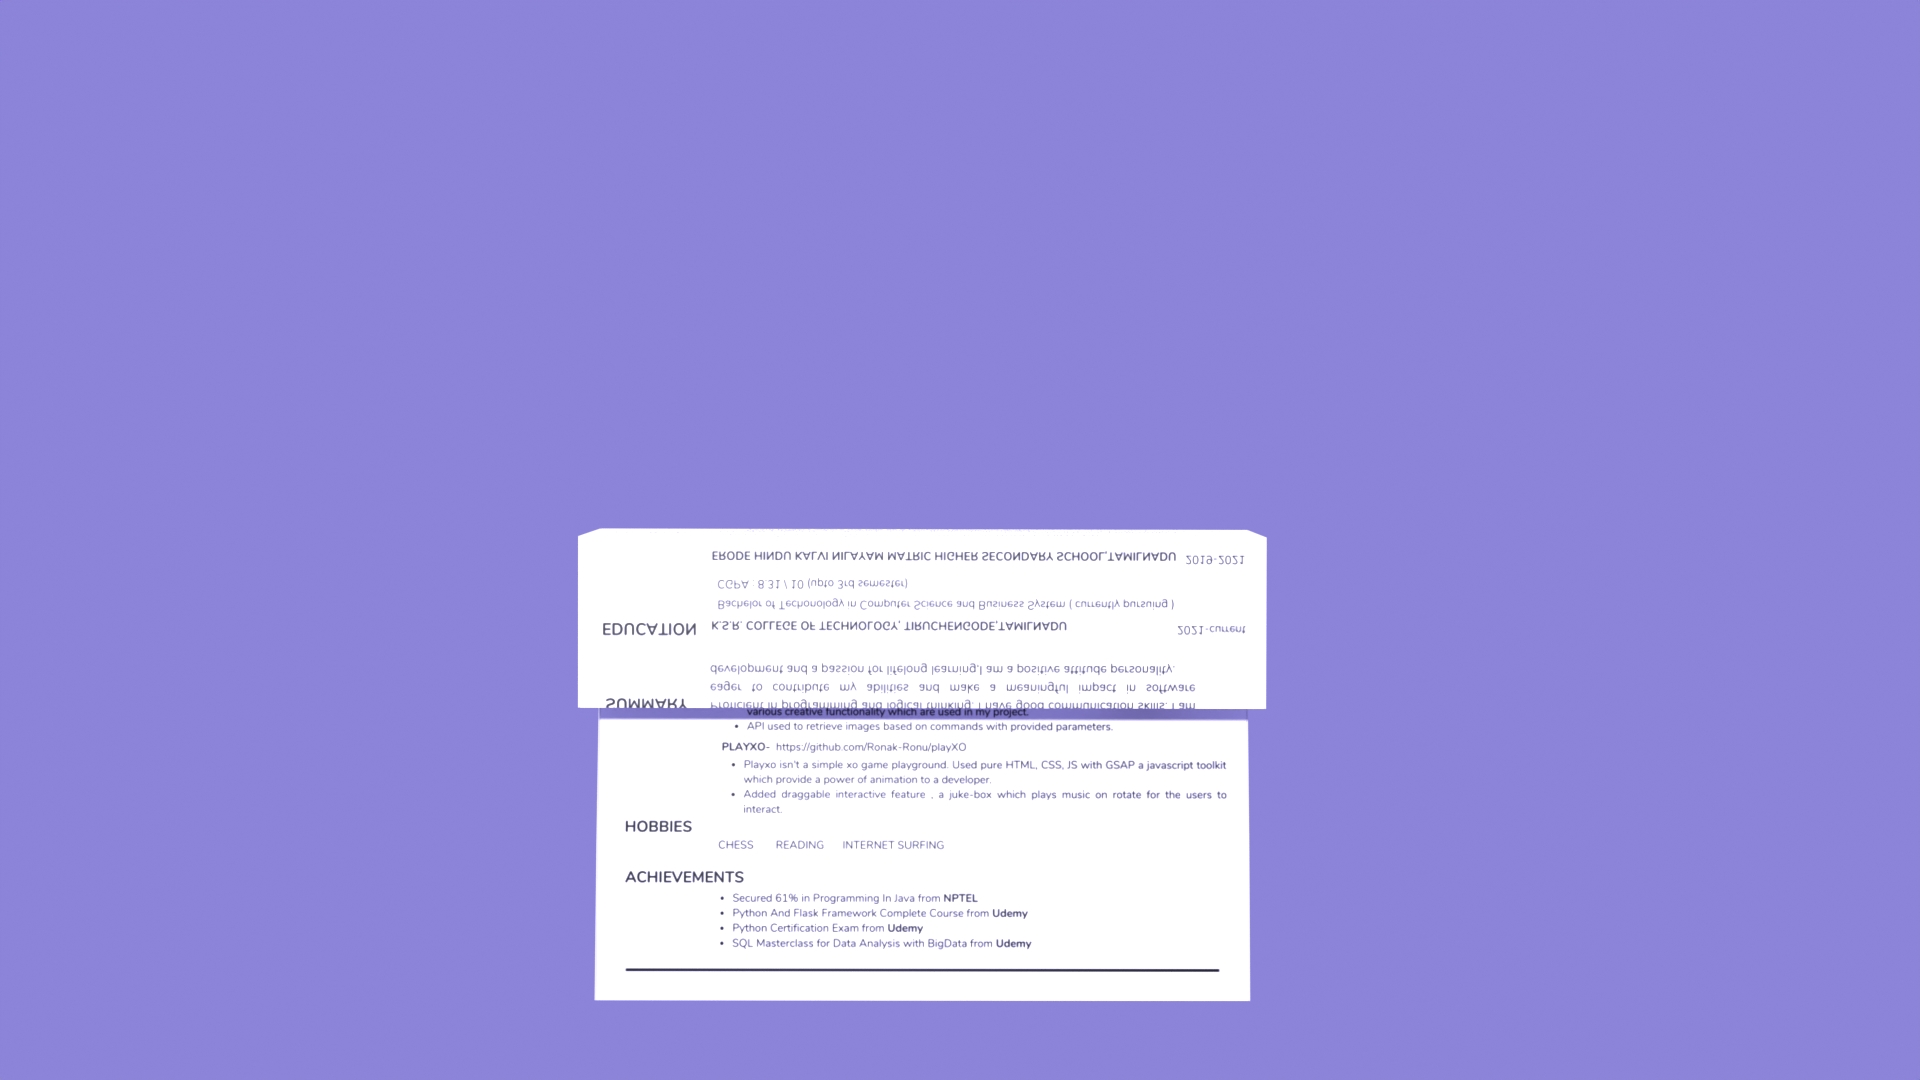 ERODE HINDU KALVI NILAYAM MATRIC HIGHER SECONDARY SCHOOL,TAMILNADU 2019-2021
CGPA : 8.31 / 10 (upto 3rd semester)
Bachelor of Techonology in Computer Science and Business System ( currently pursuing )
EDUCATION K.S.R. COLLEGE OF TECHNOLOGY, TIRUCHENGODE,TAMILNADU 2021-current
development and a passion for lifelong learning,I am a positive attitude personality.
eager to contribute my abilities and make a meaningful impact in software
SUMMARY Proficient in programming and logical thinking. I have good communication skills. I am
various creative functionality which are used in my project.
• API used to retrieve images based on commands with provided parameters.
PLAYXO- https://github.com/Ronak-Ronu/playXO
• Playxo isn't a simple xo game playground. Used pure HTML, CSS, JS with GSAP a javascript toolkit
which provide a power of animation to a developer.
• Added draggable interactive feature , a juke-box which plays music on rotate for the users to
interact.
HOBBIES
CHESS READING INTERNET SURFING
ACHIEVEMENTS
• Secured 61% in Programming In Java from NPTEL
• Python And Flask Framework Complete Course from Udemy
• Python Certification Exam from Udemy
• SQL Masterclass for Data Analysis with BigData from Udemy